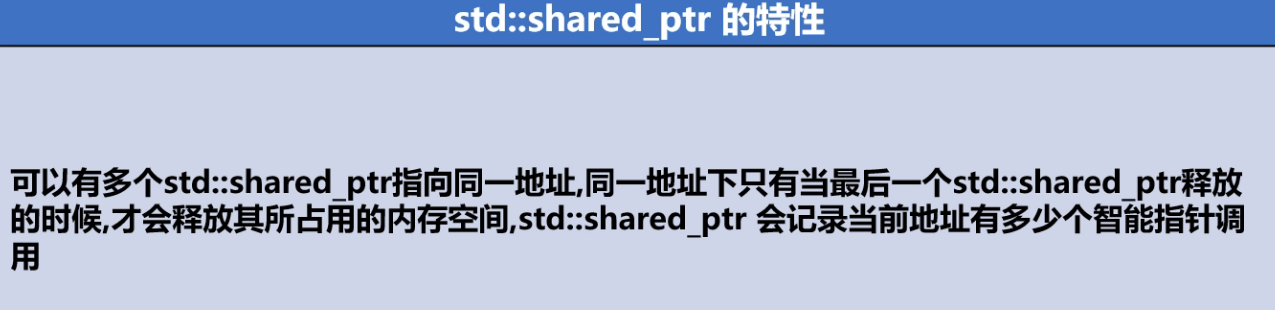 std::shared_ptr 的特性
可以有多个std::shared_ptr指向同一地址,同一地址下只有当最后一个std::shared_ptr释放
的时候,才会释放其所占用的内存空间,std::shared_ptr 会记录当前地址有多少个智能指针调
用